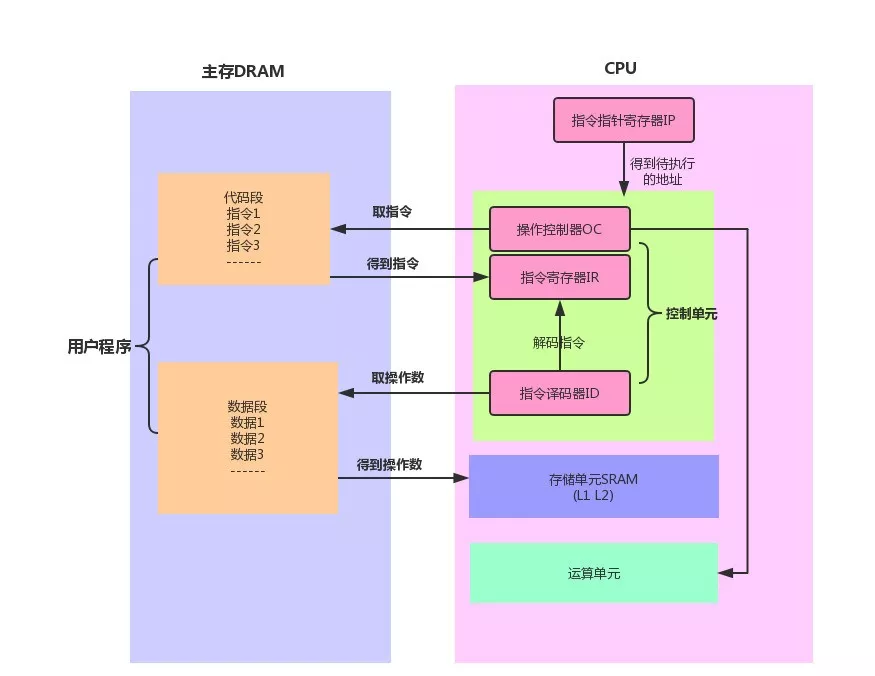 主存DRAM
CPU
指令指针寄存器IP
得到待执行
的地址
代码段
指令1
指令2
指令3
------
取指令
操作控制器OC
得到指令
指令寄存器IR
控制单元
用户程序
解码指令
取操作数
指令译码器ID
数据段
数据1
数据2
数据3
------
得到操作数
存储单元SRAM
(L1 L2)
运算单元